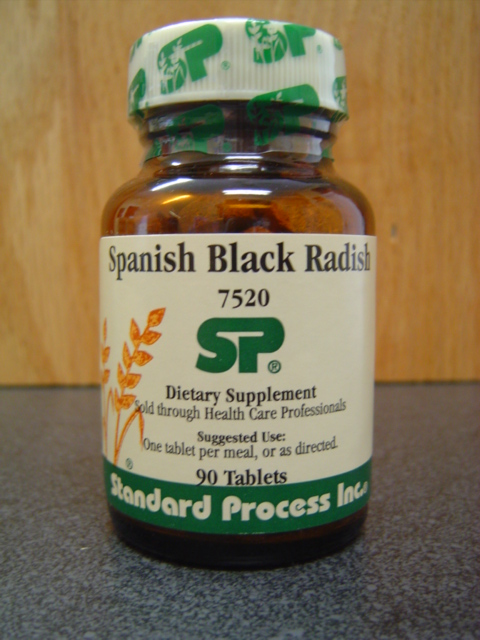 SP
Spanish Black Radish
7520
SP®
Dietary Supplement
Sold through Health Care Professionals
Suggested Use:
One tablet per meal, or as directed.
90 Tablets
®
Standard Process Inc.®